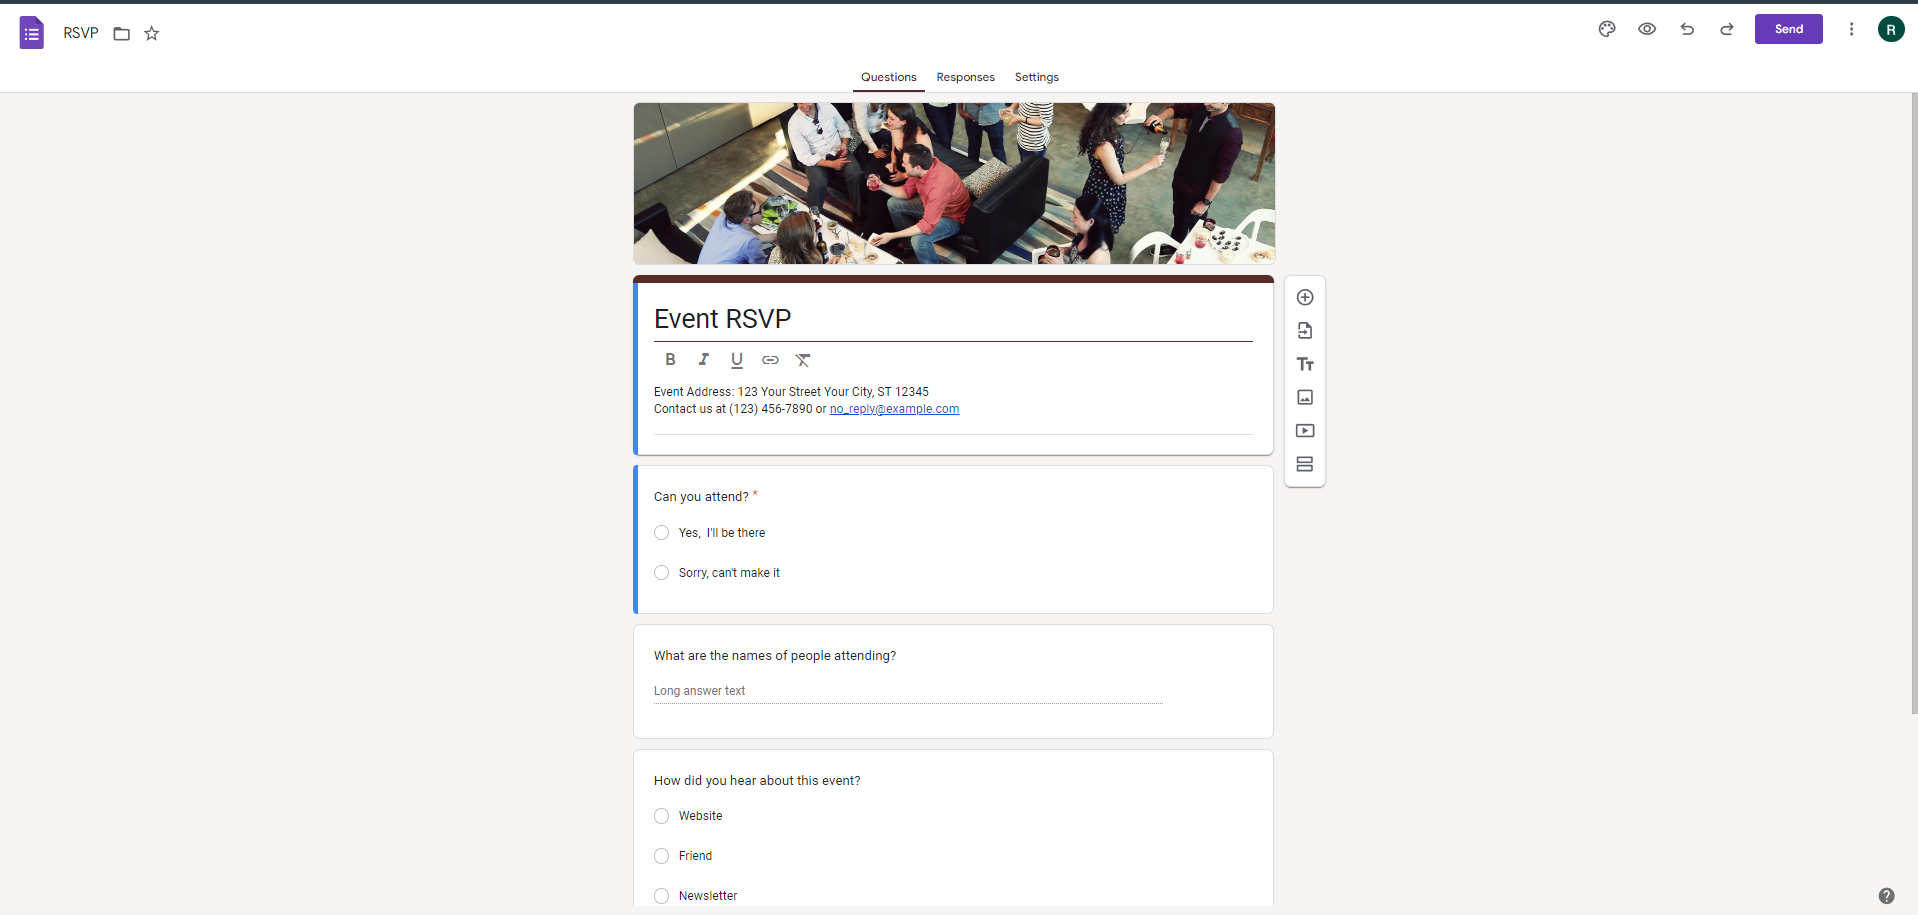 RSVP
Send
R
Questions Responses Settings
Event RSVP
B I U
Event Address: 123 Your Street Your City, ST 12345
Contact us at (123) 456-7890 or no_reply@example.com
Can you attend? *
Yes,  I'll be there
Sorry, can't make it
What are the names of people attending?
Long answer text
How did you hear about this event?
Website
Friend
Newsletter